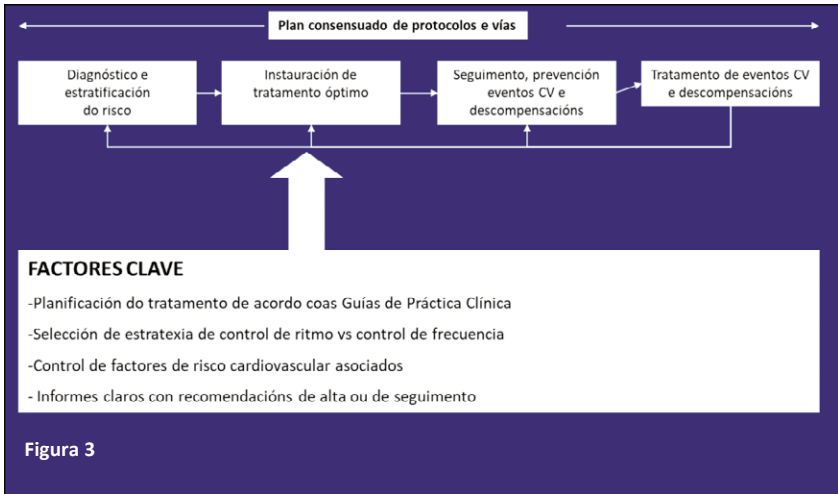 Plan consensuado de protocolos e vías
Diagnóstico e
estratificación
do risco
Instauración de
tratamento óptimo
Seguimento, prevención
eventos CV e
descompensacións
Tratamento de eventos CV
e descompensacións
FACTORES CLAVE
-Planificación do tratamento de acordo coas Guías de Práctica Clínica
-Selección de estratexia de control de ritmo vs control de frecuencia
-Control de factores de risco cardiovascular asociados
- Informes claros con recomendacións de alta ou de seguimento
Figura 3